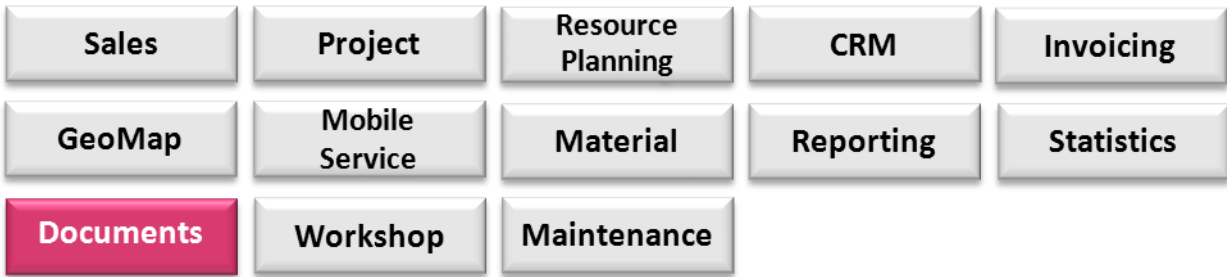 Sales
Project
Resource
Planning
CRM
Invoicing
GeoMap
Mobile
Service
Material
Reporting
Statistics
Documents
Workshop
Maintenance